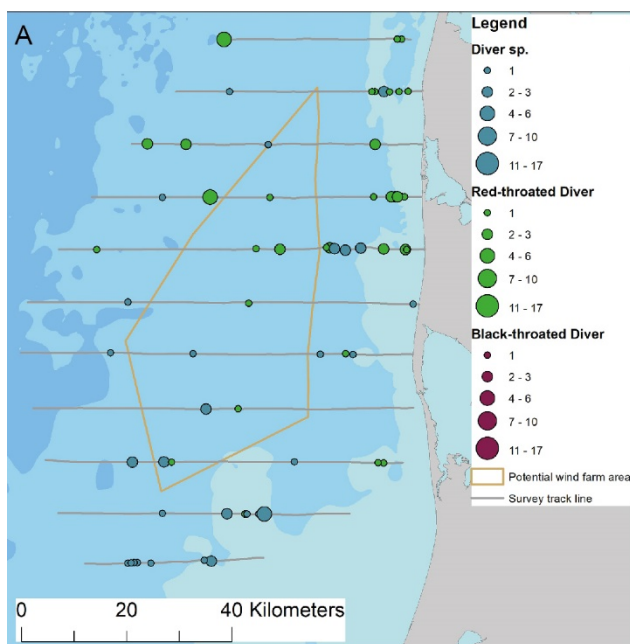 A
Legend
Diver sp.
1
2 - 3
4 - 6
7 - 10
11 - 17
Red-throated Diver
1
2 - 3
4 - 6
7 - 10
11 - 17
Black-throated Diver
1
2 - 3
4 - 6
7 - 10
11 - 17
Potential wind farm area
Survey track line
0 20 40 Kilometers